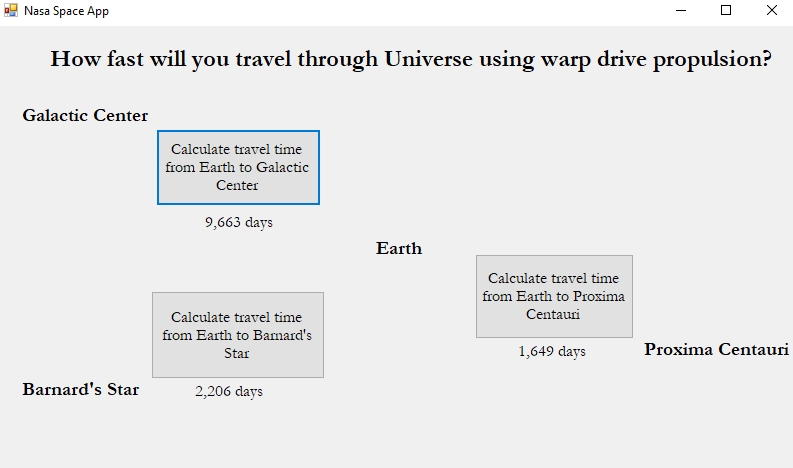 Nasa Space App
How fast will you travel through Universe using warp drive propulsion?
Galactic Center
Calculate travel time
from Earth to Galactic
Center
9,663 days
Earth
Calculate travel time
from Earth to Proxima
Centauri
1,649 days
Proxima Centauri
Calculate travel time
from Earth to Barnard's
Star
2,206 days
Barnard's Star